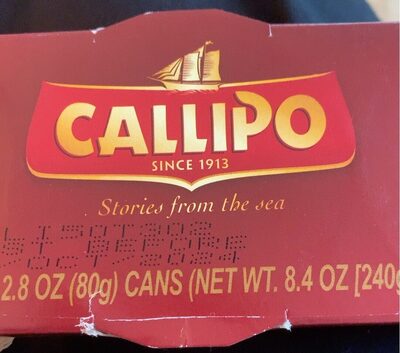 CALLIPO
SINCE 1913
Stories from the sea
2.8 OZ (80g) CANS (NET WT. 8.4 OZ [240g